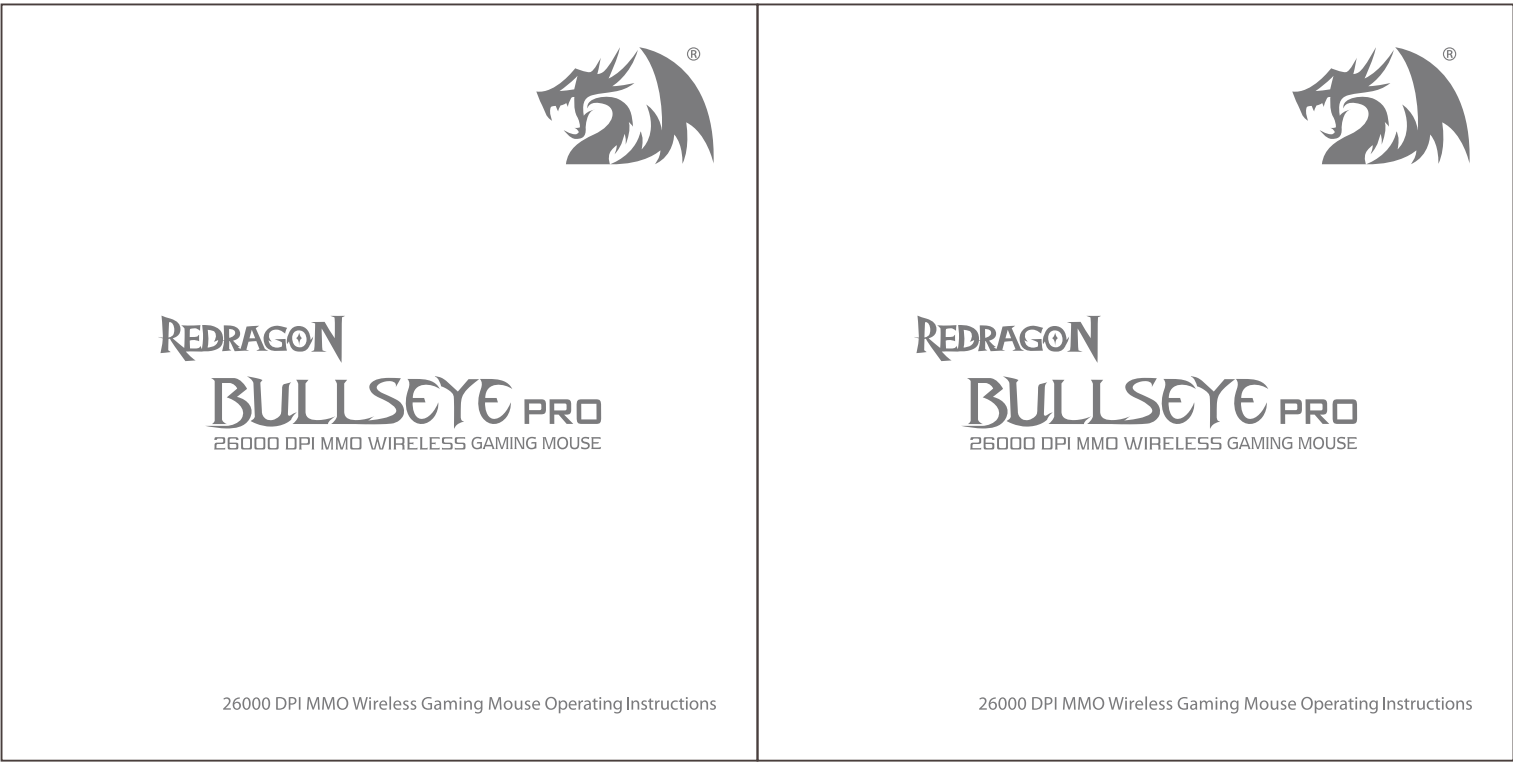 ®
REDRAGON
BULLSEYE PRO
26000 DPI MMO WIRELESS GAMING MOUSE
26000 DPI MMO Wireless Gaming Mouse Operating Instructions
®
REDRAGON
BULLSEYE PRO
26000 DPI MMO WIRELESS GAMING MOUSE
26000 DPI MMO Wireless Gaming Mouse Operating Instructions